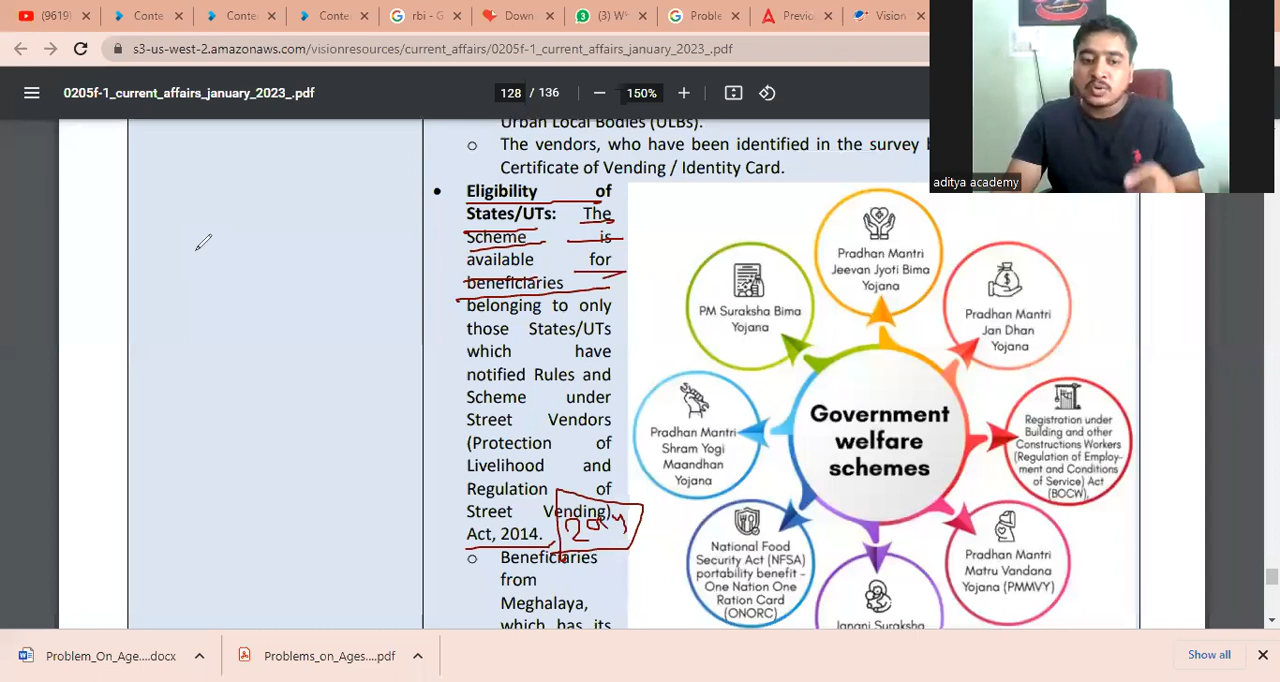 (9619)
Conte
Conte
Conte
rbi - G
Down
(3) W
Proble
Previo
Vision
s3-us-west-2.amazonaws.com/visionresources/current_affairs/0205f-1_current_affairs_january_2023_.pdf
0205f-1_current_affairs_january_2023_.pdf
128 / 136
150%
aditya academy
Urban Local Bodies (ULBs).
o The vendors, who have been identified in the survey
Certificate of Vending / Identity Card.
• Eligibility of
States/UTs: The
Scheme is
available for
beneficiaries
belonging to only
those States/UTs
which have
notified Rules and
Scheme under
Street Vendors
(Protection of
Livelihood and
Regulation of
Street Vending)
Act, 2014.
o Beneficiaries
from
Meghalaya,
which has its
2014
Government
welfare
schemes
Pradhan Mantri
Jeevan Jyoti Bima
Yojana
Pradhan Mantri
Jan Dhan
Yojana
Registration under
Building and other
Constructions Workers
(Regulation of Employ-
ment and Conditions
of Service) Act
(BOCW),
Pradhan Mantri
Matru Vandana
Yojana (PMMVY)
Janani Suraksha
National Food
Security Act (NFSA)
portability benefit -
One Nation One
Ration Card
(ONORC)
Pradhan Mantri
Shram Yogi
Maandhan
Yojana
PM Suraksha Bima
Yojana
Problem_On_Age....docx
Problems_on_Ages....pdf
Show all